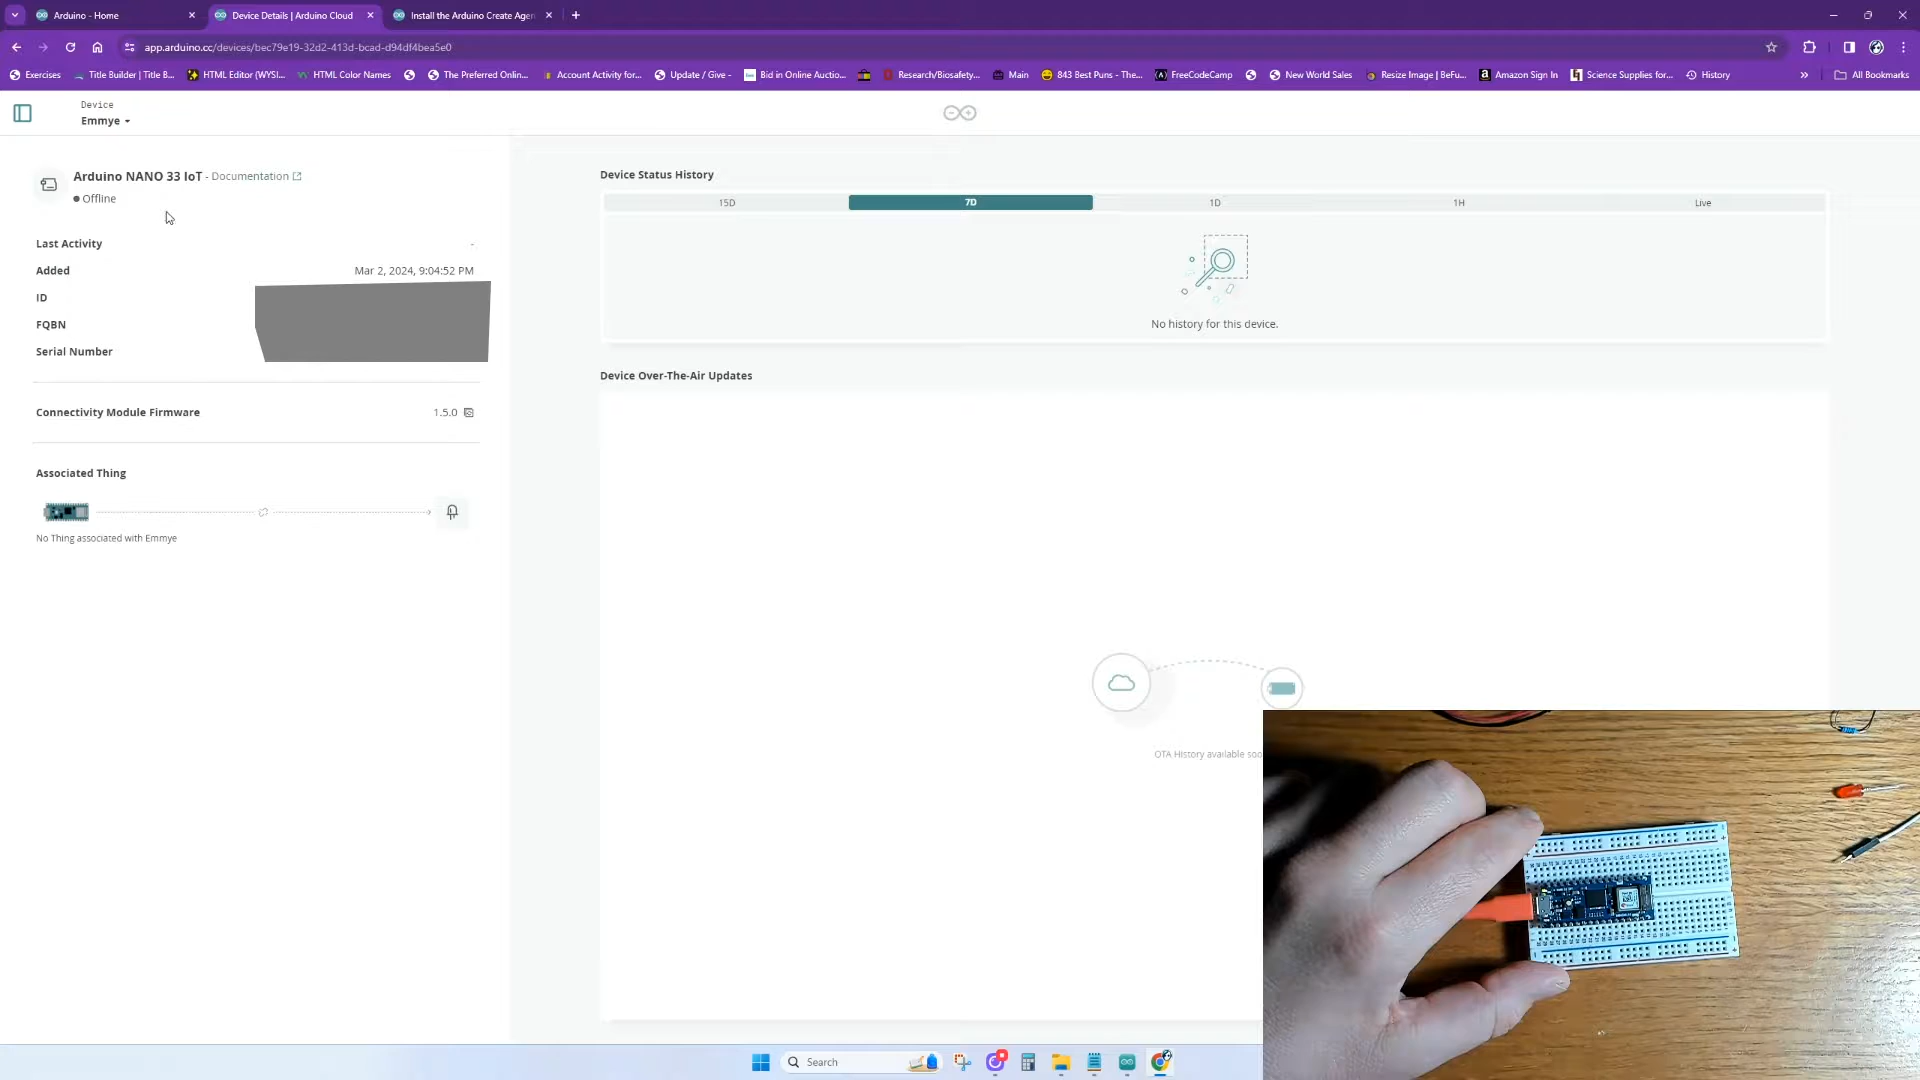 Arduino - Home
Device Details | Arduino Cloud
Install the Arduino Create Agen
app.arduino.cc/devices/bec79e19-32d2-413d-bcad-d94df4bea5e0
Exercises
Title Builder | Title B...
HTML Editor (WYSI...
HTML Color Names
The Preferred Onlin...
Account Activity for...
Update / Give -
Bid in Online Auctio...
Research/Biosafety...
Main
843 Best Puns - The...
FreeCodeCamp
New World Sales
Resize Image | BeFu...
Amazon Sign In
Science Supplies for...
History
All Bookmarks
Device
Emmye
Arduino NANO 33 IoT - Documentation
Offline
Last Activity -
Added Mar 2, 2024, 9:04:52 PM
ID
FQBN
Serial Number
Connectivity Module Firmware 1.5.0
Associated Thing
No Thing associated with Emmye
Device Status History
15D 7D 1D 1H Live
No history for this device.
Device Over-The-Air Updates
OTA History available soo
Search